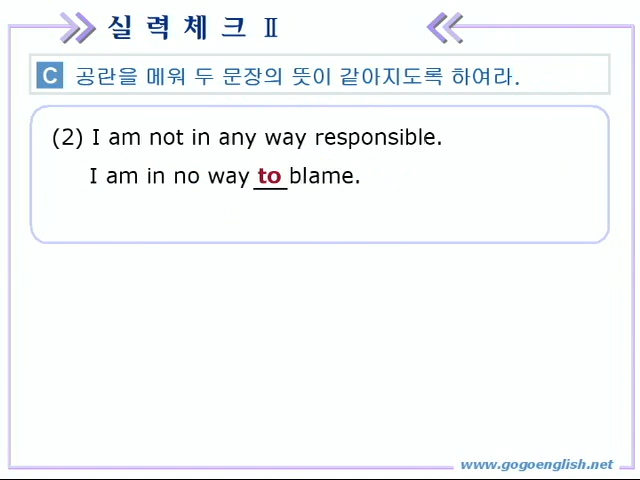 실 력 체 크 Ⅱ
C 공란을 메워 두 문장의 뜻이 같아지도록 하여라.
(2) I am not in any way responsible.
I am in no way to blame.
www.gogoenglish.net